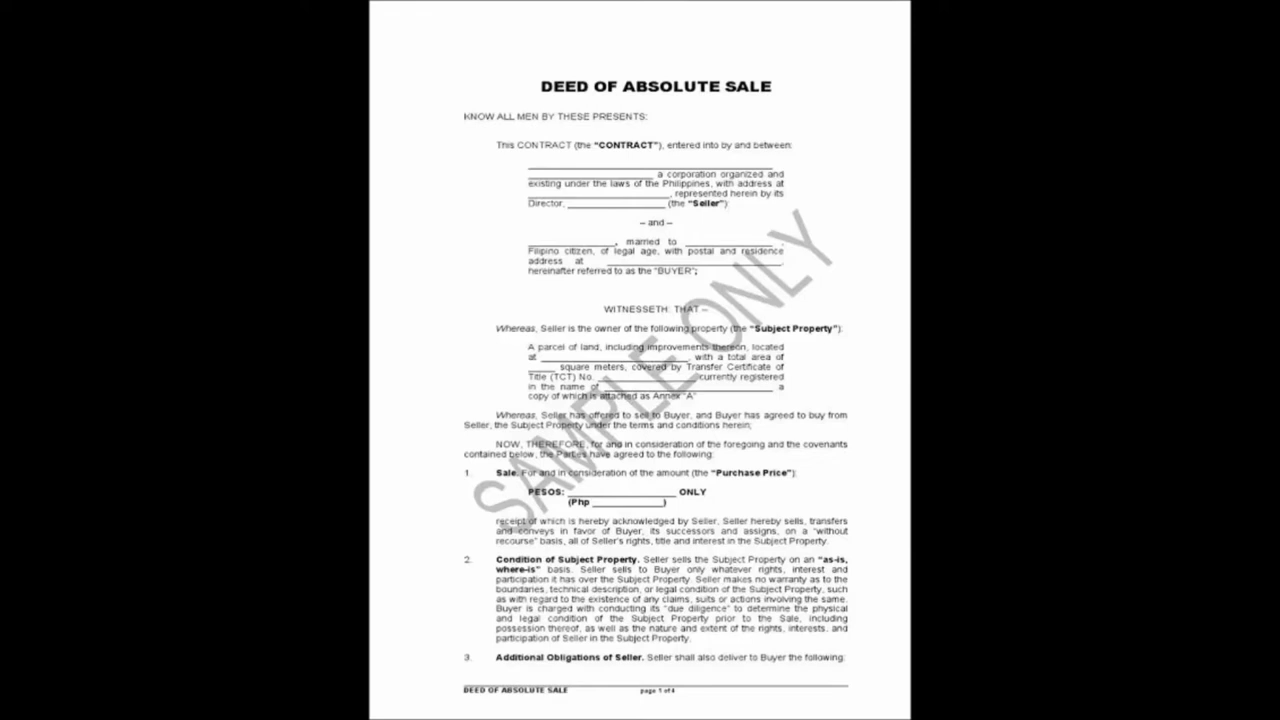 DEED OF ABSOLUTE SALE
KNOW ALL MEN BY THESE PRESENTS:
This CONTRACT (the “CONTRACT”), entered into by and between:
____________________ a corporation organized and
existing under the laws of the Philippines, with address at
____________________, represented herein by its
Director, ____________________ (the “Seller”):
– and –
____________________, married to ____________________,
Filipino citizen, of legal age, with postal and residence
address at ____________________,
hereinafter referred to as the “BUYER”;
WITNESSETH: THAT –
Whereas, Seller is the owner of the following property (the “Subject Property”):
A parcel of land, including improvements thereon, located
at ____________________, with a total area of
_____ square meters, covered by Transfer Certificate of
Title (TCT) No. ____________________ currently registered
in the name of ____________________ a
copy of which is attached as Annex “A”
Whereas, Seller has offered to sell to Buyer, and Buyer has agreed to buy from
Seller, the Subject Property under the terms and conditions herein;
NOW, THEREFORE, for and in consideration of the foregoing and the covenants
contained below, the Parties have agreed to the following:
1. Sale. For and in consideration of the amount (the “Purchase Price”):
PESOS: ____________________ ONLY
(Php ______________)
receipt of which is hereby acknowledged by Seller, Seller hereby sells, transfers
and conveys in favor of Buyer, its successors and assigns, on a “without
recourse” basis, all of Seller’s rights, title and interest in the Subject Property.
2. Condition of Subject Property. Seller sells the Subject Property on an “as-is,
where-is” basis. Seller sells to Buyer only whatever rights, interest and
participation it has over the Subject Property. Seller makes no warranty as to the
boundaries, technical description, or legal condition of the Subject Property, such
as with regard to the existence of any claims, suits or actions involving the same.
Buyer is charged with conducting its “due diligence” to determine the physical
and legal condition of the Subject Property prior to the Sale, including
possession thereof, as well as the nature and extent of the rights, interests, and
participation of Seller in the Subject Property.
3. Additional Obligations of Seller. Seller shall also deliver to Buyer the following:
DEED OF ABSOLUTE SALE page 1 of 4
SAMPLE ONLY